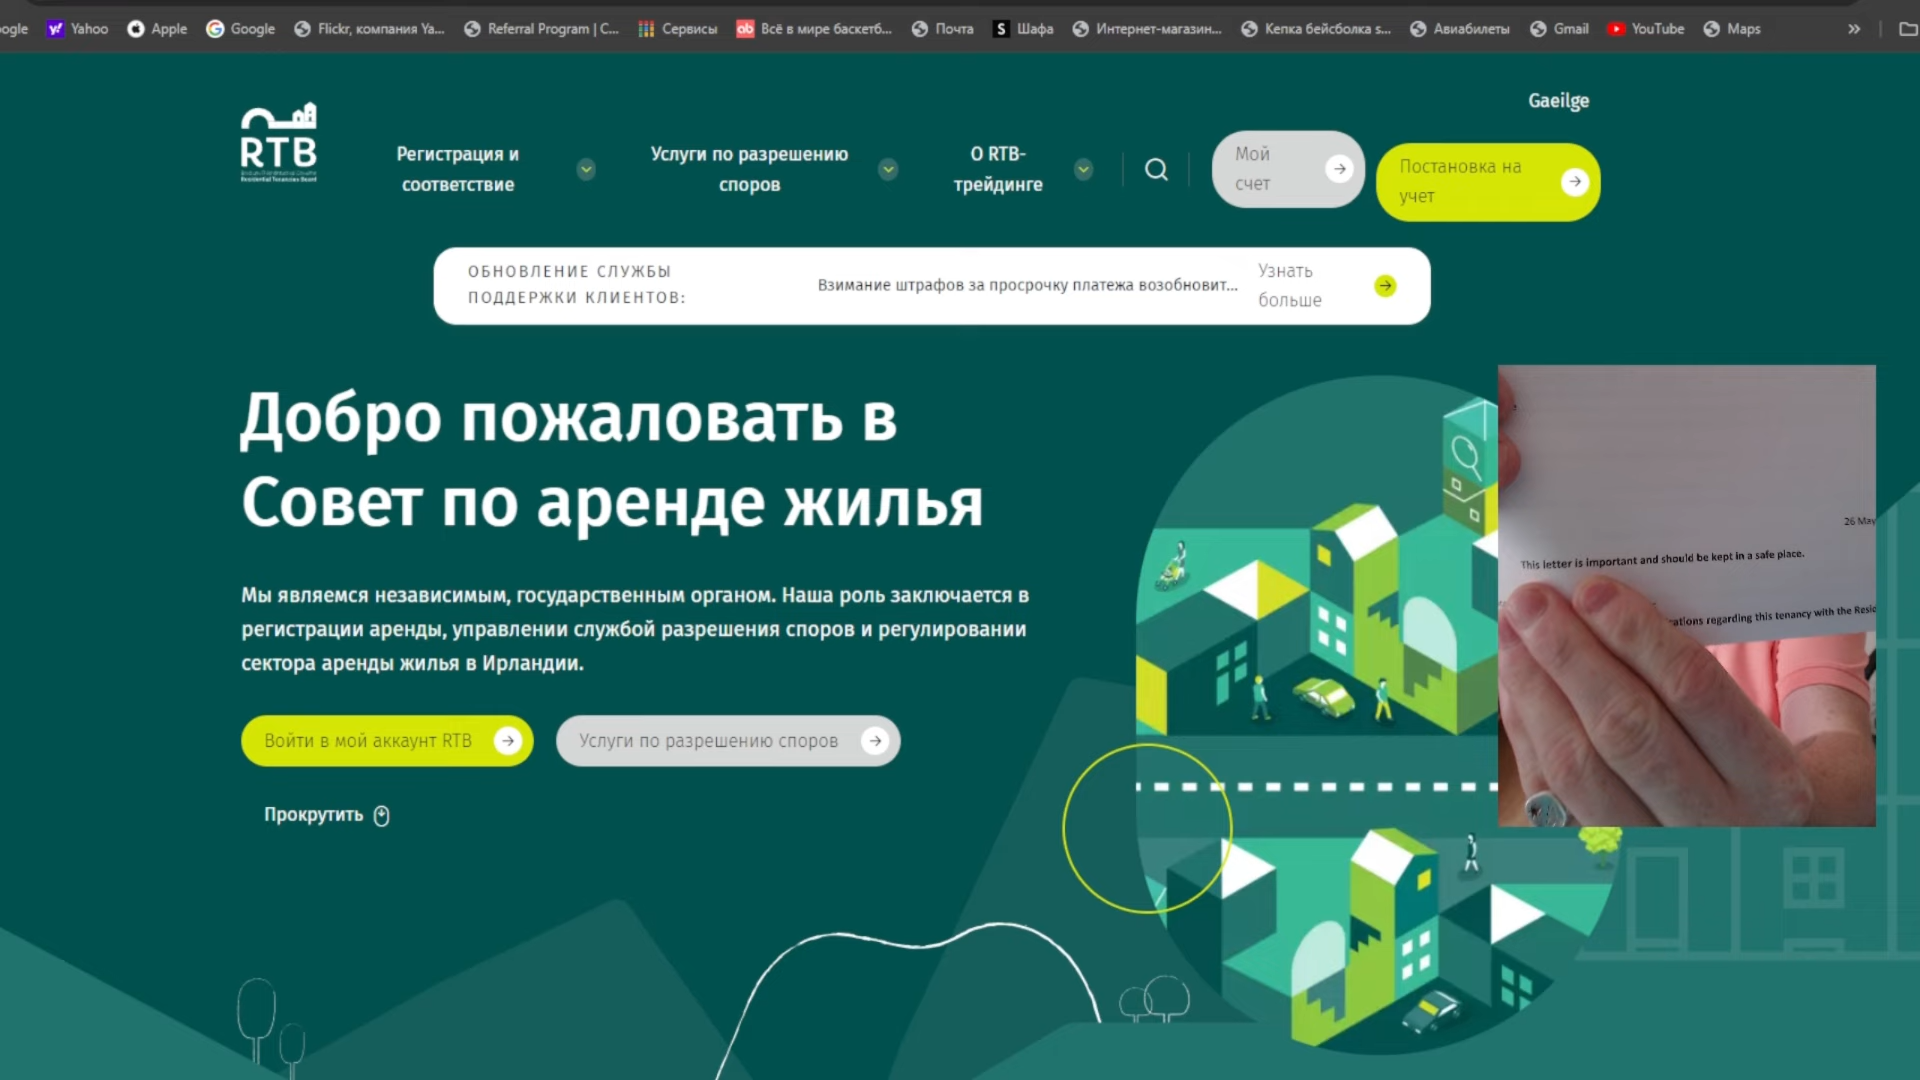 Yahoo
Apple
Google
Flickr, компания Ya...
Referral Program | C...
Сервисы
Всё в мире баскетб...
Почта
Шафа
Интернет-магазин...
Кепка бейсболка s...
Авиабилеты
Gmail
YouTube
Maps
Gaeilge
RTB
Residential Tenancies Board
Регистрация и
соответствие
Услуги по разрешению
споров
О RTB-
трейдинге
Мой
счет
Постановка на
учет
ОБНОВЛЕНИЕ СЛУЖБЫ
ПОДДЕРЖКИ КЛИЕНТОВ:
Взимание штрафов за просрочку платежа возобновит...
Узнать
больше
Добро пожаловать в
Совет по аренде жилья
Мы являемся независимым, государственным органом. Наша роль заключается в
регистрации аренды, управлении службой разрешения споров и регулировании
сектора аренды жилья в Ирландии.
Войти в мой аккаунт RTB
Услуги по разрешению споров
Прокрутить
26 May
This letter is important and should be kept in a safe place.
regarding this tenancy with the